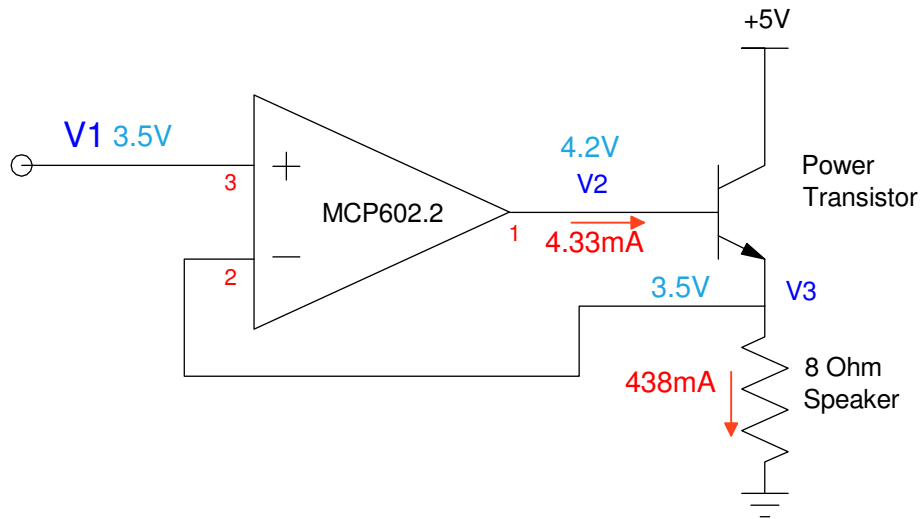 +5V
V1 3.5V
3
+
MCP602.2
1
4.2V
V2
4.33mA
Power
Transistor
2
−
3.5V
V3
438mA
8 Ohm
Speaker